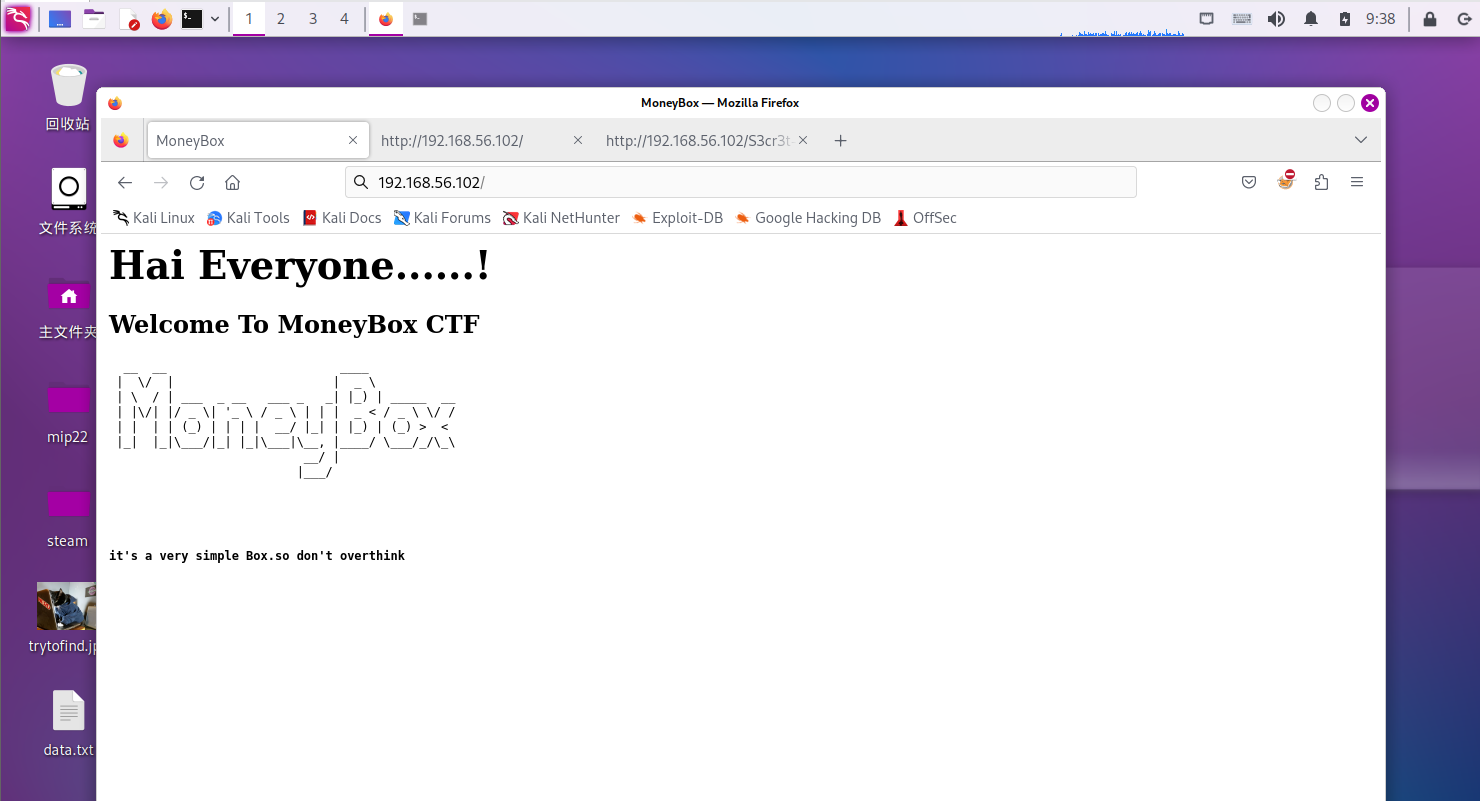 1 2 3 4 9:38
回收站
文件系统
主文件夹
mip22
steam
trytofind.jp
data.txt
MoneyBox — Mozilla Firefox
MoneyBox http://192.168.56.102/ http://192.168.56.102/S3cr3t-
192.168.56.102/
Kali Linux Kali Tools Kali Docs Kali Forums Kali NetHunter Exploit-DB Google Hacking DB OffSec
Hai Everyone......!
Welcome To MoneyBox CTF
MoneyBox
it's a very simple Box.so don't overthink